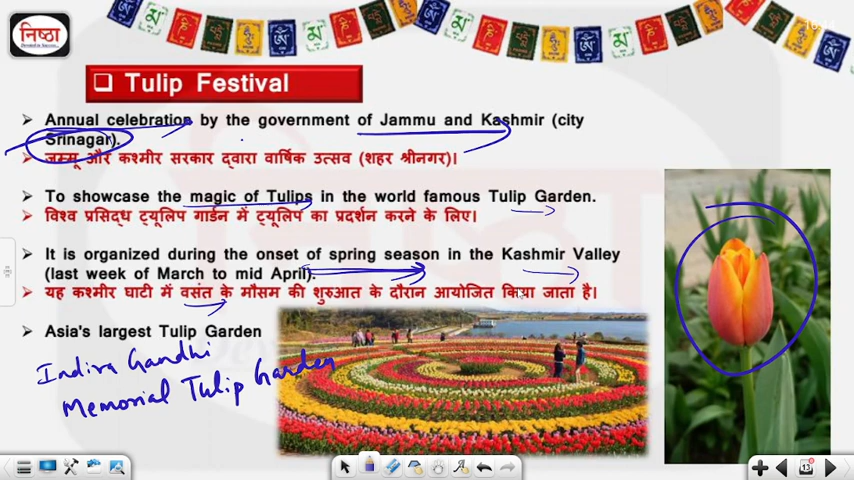 निष्ठा
Tulip Festival
Annual celebration by the government of Jammu and Kashmir (city
Srinagar).
जम्मू और कश्मीर सरकार द्वारा वार्षिक उत्सव (शहर श्रीनगर)।
To showcase the magic of Tulips in the world famous Tulip Garden.
विश्व प्रसिद्ध ट्यूलिप गार्डन में ट्यूलिप का प्रदर्शन करने के लिए।
It is organized during the onset of spring season in the Kashmir Valley
(last week of March to mid April).
यह कश्मीर घाटी में वसंत के मौसम की शुरुआत के दौरान आयोजित किया जाता है।
Asia's largest Tulip Garden
Indira Gandhi
Memorial Tulip Garden
13